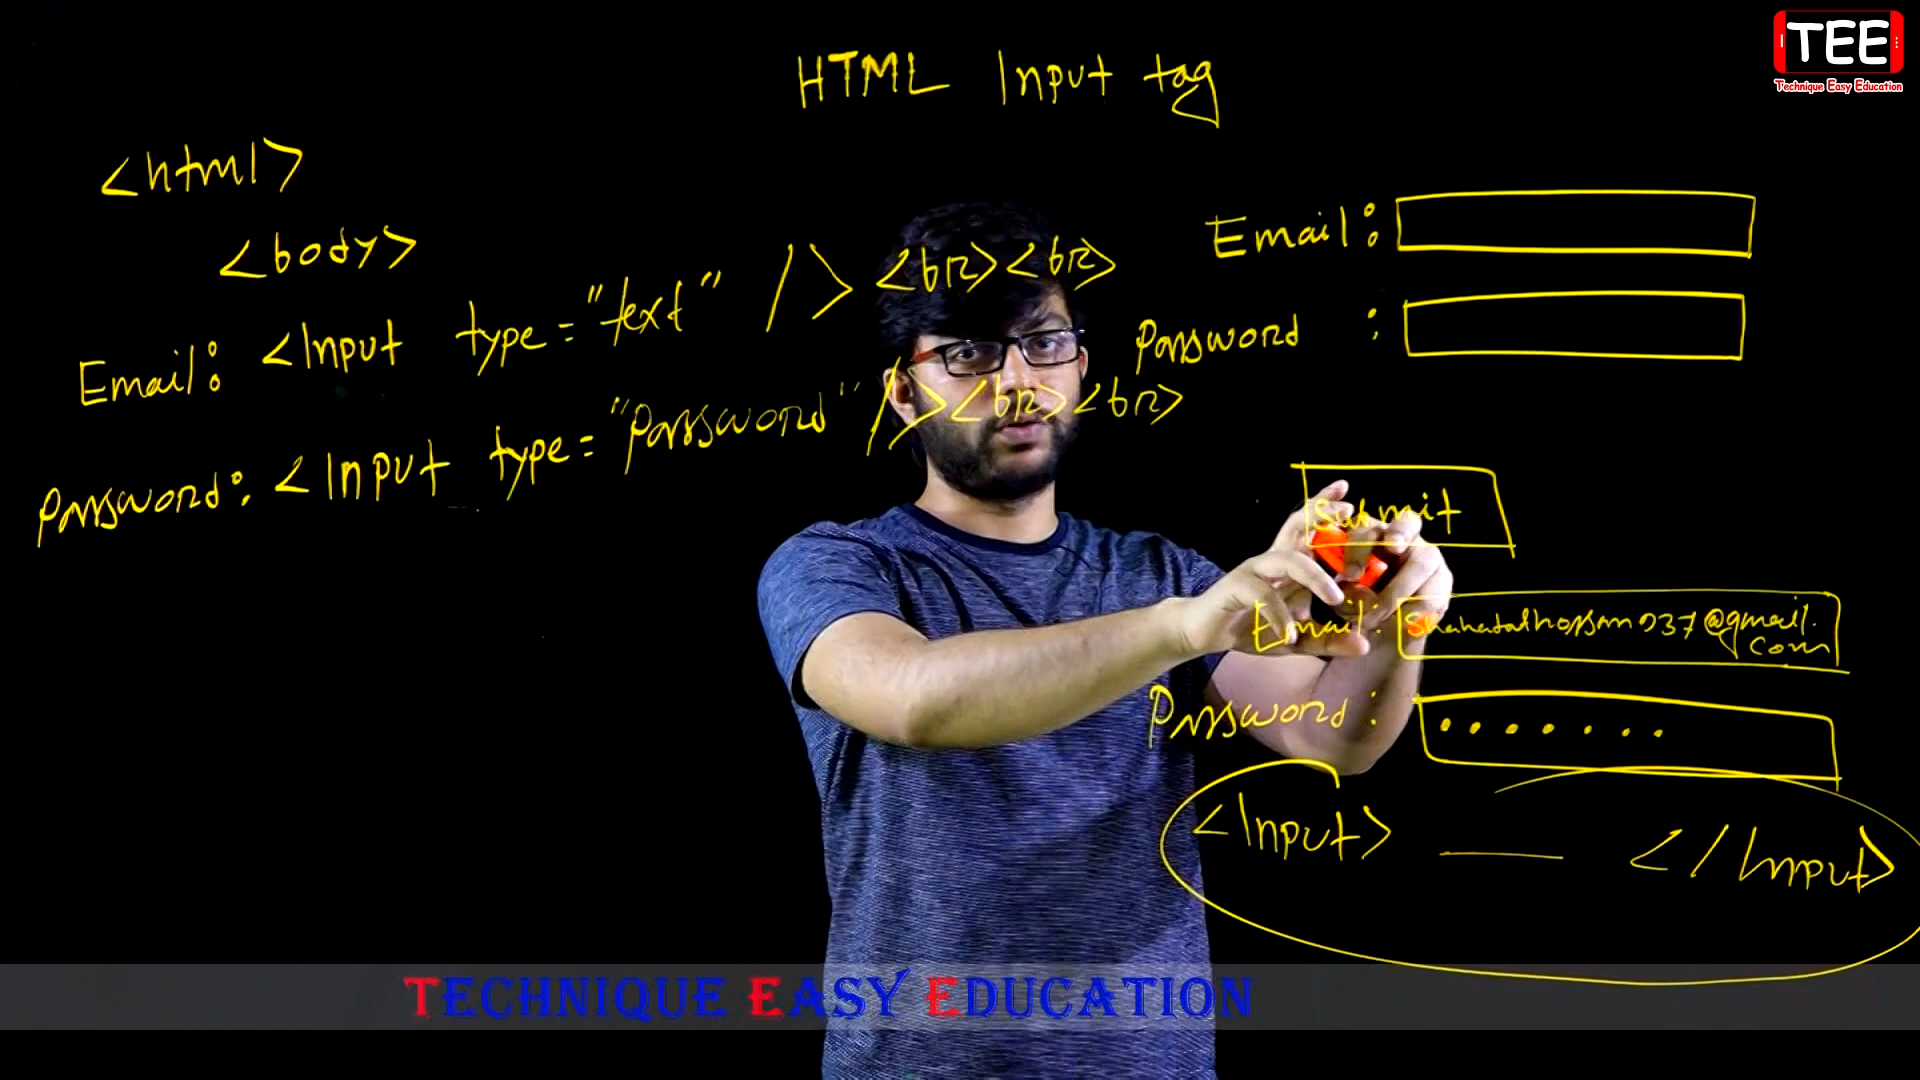 HTML Input tag
TEE
Technique Easy Education
<html>
<body>
Email: <Input type="text" /> <br><br>
Password: <Input type="Password" /> <br><br>
Email:
Password :
Submit
Email:
@gmail.
com
Password:
<Input> — </Input>
TECHNIQUE EASY EDUCATION